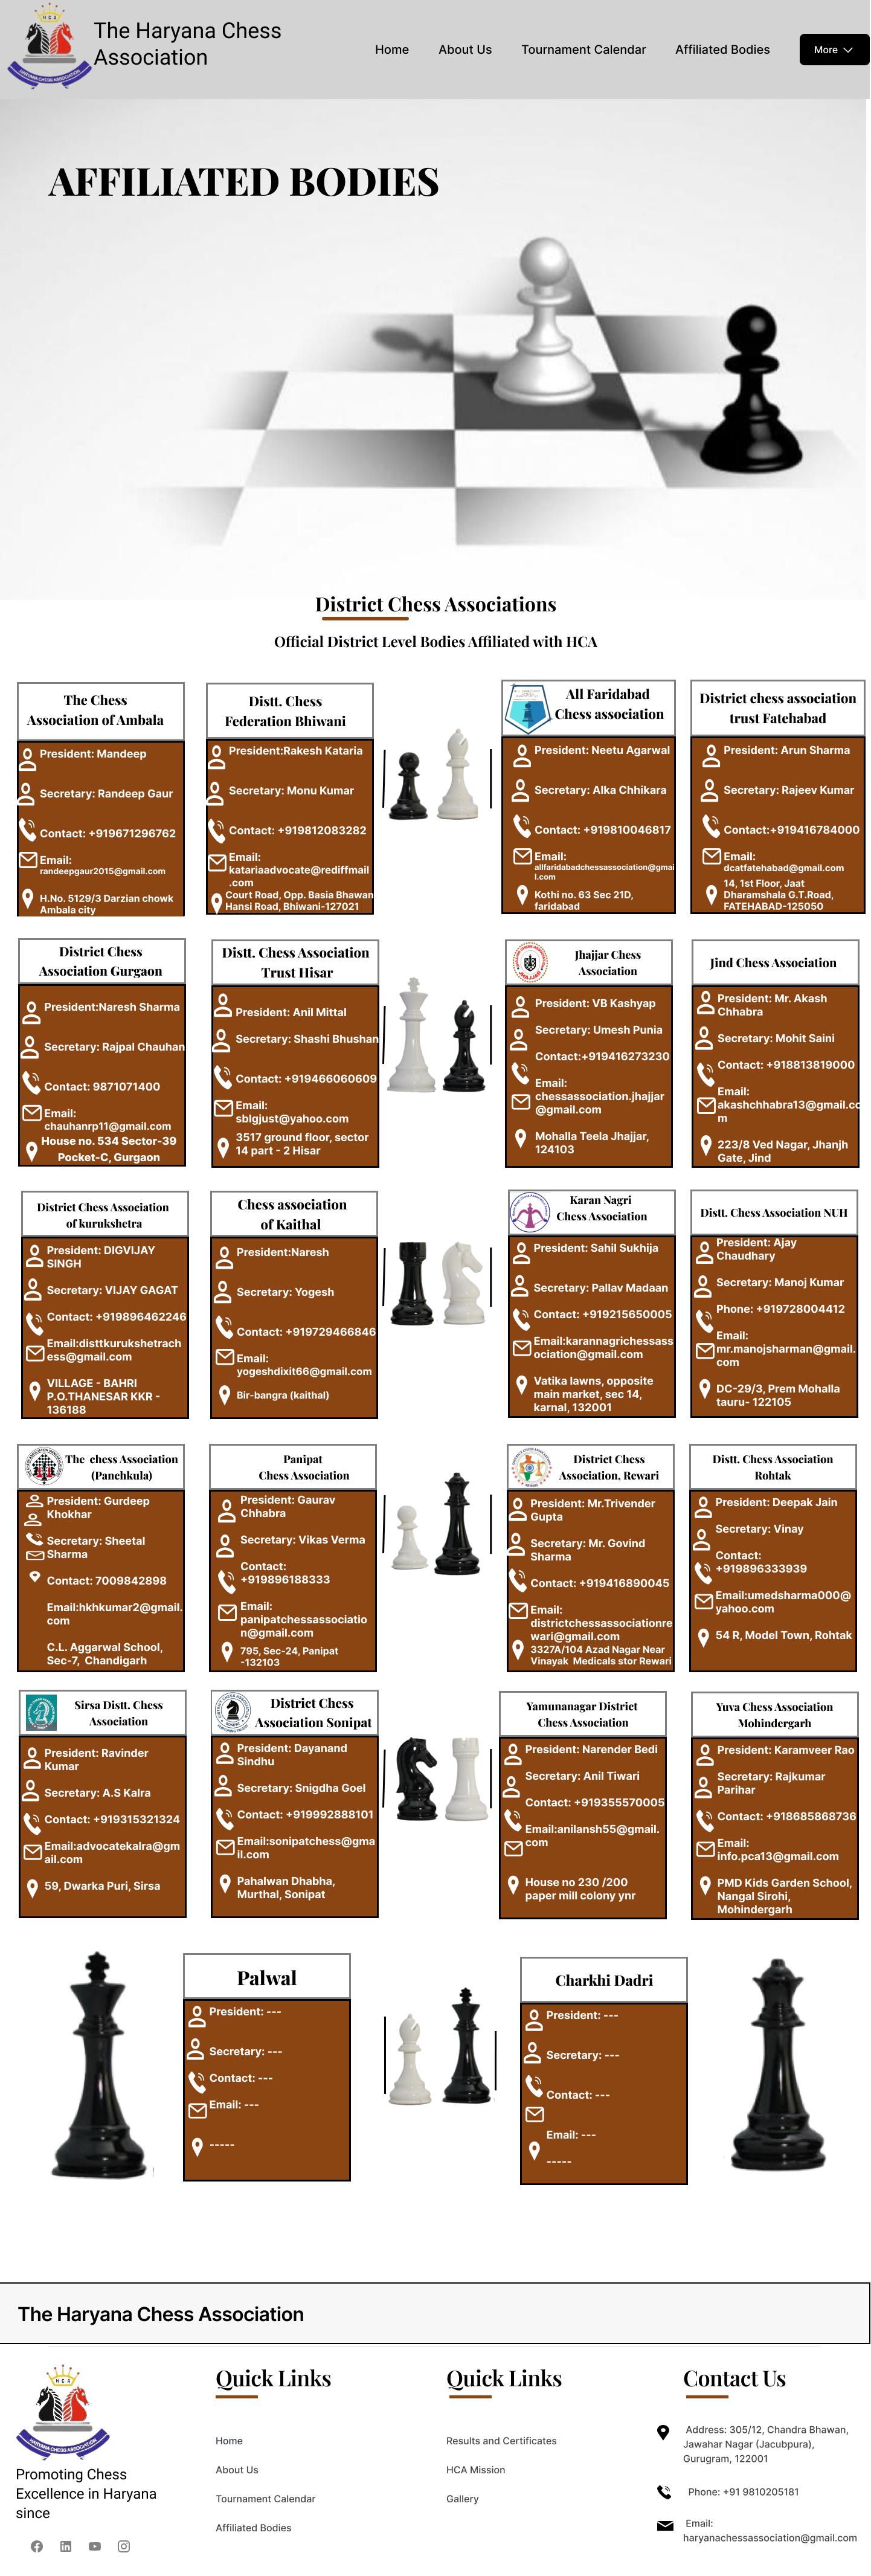 The Haryana Chess
Association
Home
About Us
Tournament Calendar
Affiliated Bodies
More
HCA
HARYANA CHESS ASSOCIATION
AFFILIATED BODIES
District Chess Associations
Official District Level Bodies Affiliated with HCA
The Chess
Association of Ambala
President: Mandeep
Secretary: Randeep Gaur
Contact: +919671296762
Email:
randeepgaur2015@gmail.com
H.No. 5129/3 Darzian chowk
Ambala city
Distt. Chess
Federation Bhiwani
President:Rakesh Kataria
Secretary: Monu Kumar
Contact: +919812083282
Email:
katariaadvocate@rediffmail
.com
Court Road, Opp. Basia Bhawan
Hansi Road, Bhiwani-127021
All Faridabad
Chess association
President: Neetu Agarwal
Secretary: Alka Chhikara
Contact: +919810046817
Email:
allfaridabadchessassociation@gmai
l.com
Kothi no. 63 Sec 21D,
faridabad
District chess association
trust Fatehabad
President: Arun Sharma
Secretary: Rajeev Kumar
Contact:+919416784000
Email:
dcatfatehabad@gmail.com
14, 1st Floor, Jaat
Dharamshala G.T.Road,
FATEHABAD-125050
District Chess
Association Gurgaon
President:Naresh Sharma
Secretary: Rajpal Chauhan
Contact: 9871071400
Email:
chauhanrp11@gmail.com
House no. 534 Sector-39
Pocket-C, Gurgaon
Distt. Chess Association
Trust Hisar
President: Anil Mittal
Secretary: Shashi Bhushan
Contact: +919466060609
Email:
sblgjust@yahoo.com
3517 ground floor, sector
14 part - 2 Hisar
Jhajjar Chess
Association
President: VB Kashyap
Secretary: Umesh Punia
Contact:+919416273230
Email:
chessassociation.jhajjar
@gmail.com
Mohalla Teela Jhajjar,
124103
Jind Chess Association
President: Mr. Akash
Chhabra
Secretary: Mohit Saini
Contact: +918813819000
Email:
akashchhabra13@gmail.co
m
223/8 Ved Nagar, Jhanjh
Gate, Jind
District Chess Association
of kurukshetra
President: DIGVIJAY
SINGH
Secretary: VIJAY GAGAT
Contact: +919896462246
Email:disttkurukshetrach
ess@gmail.com
VILLAGE - BAHRI
P.O.THANESAR KKR -
136188
Chess association
of Kaithal
President:Naresh
Secretary: Yogesh
Contact: +919729466846
Email:
yogeshdixit66@gmail.com
Bir-bangra (kaithal)
Karan Nagri
Chess Association
President: Sahil Sukhija
Secretary: Pallav Madaan
Contact: +919215650005
Email:karannagrichessass
ociation@gmail.com
Vatika lawns, opposite
main market, sec 14,
karnal, 132001
Distt. Chess Association NUH
President: Ajay
Chaudhary
Secretary: Manoj Kumar
Phone: +919728004412
Email:
mr.manojsharman@gmail.
com
DC-29/3, Prem Mohalla
tauru- 122105
The chess Association
(Panchkula)
President: Gurdeep
Khokhar
Secretary: Sheetal
Sharma
Contact: 7009842898
Email:hkhkumar2@gmail.
com
C.L. Aggarwal School,
Sec-7, Chandigarh
Panipat
Chess Association
President: Gaurav
Chhabra
Secretary: Vikas Verma
Contact:
+919896188333
Email:
panipatchessassociatio
n@gmail.com
795, Sec-24, Panipat
-132103
District Chess
Association, Rewari
President: Mr.Trivender
Gupta
Secretary: Mr. Govind
Sharma
Contact: +919416890045
Email:
districtchessassociationre
wari@gmail.com
3327A/104 Azad Nagar Near
Vinayak Medicals stor Rewari
Distt. Chess Association
Rohtak
President: Deepak Jain
Secretary: Vinay
Contact:
+919896333939
Email:umedsharma000@
yahoo.com
54 R, Model Town, Rohtak
Sirsa Distt. Chess
Association
President: Ravinder
Kumar
Secretary: A.S Kalra
Contact: +919315321324
Email:advocatekalra@gm
ail.com
59, Dwarka Puri, Sirsa
District Chess
Association Sonipat
President: Dayanand
Sindhu
Secretary: Snigdha Goel
Contact: +919992888101
Email:sonipatchess@gma
il.com
Pahalwan Dhabha,
Murthal, Sonipat
Yamunanagar District
Chess Association
President: Narender Bedi
Secretary: Anil Tiwari
Contact: +919355570005
Email:anilansh55@gmail.
com
House no 230 /200
paper mill colony ynr
Yuva Chess Association
Mohindergarh
President: Karamveer Rao
Secretary: Rajkumar
Parihar
Contact: +918685868736
Email:
info.pca13@gmail.com
PMD Kids Garden School,
Nangal Sirohi,
Mohindergarh
Palwal
President: ---
Secretary: ---
Contact: ---
Email: ---
-----
Charkhi Dadri
President: ---
Secretary: ---
Contact: ---
Email: ---
-----
The Haryana Chess Association
HCA
HARYANA CHESS ASSOCIATION
Promoting Chess
Excellence in Haryana
since
Quick Links
Home
About Us
Tournament Calendar
Affiliated Bodies
Quick Links
Results and Certificates
HCA Mission
Gallery
Contact Us
Address: 305/12, Chandra Bhawan,
Jawahar Nagar (Jacubpura),
Gurugram, 122001
Phone: +91 9810205181
Email:
haryanachessassociation@gmail.com